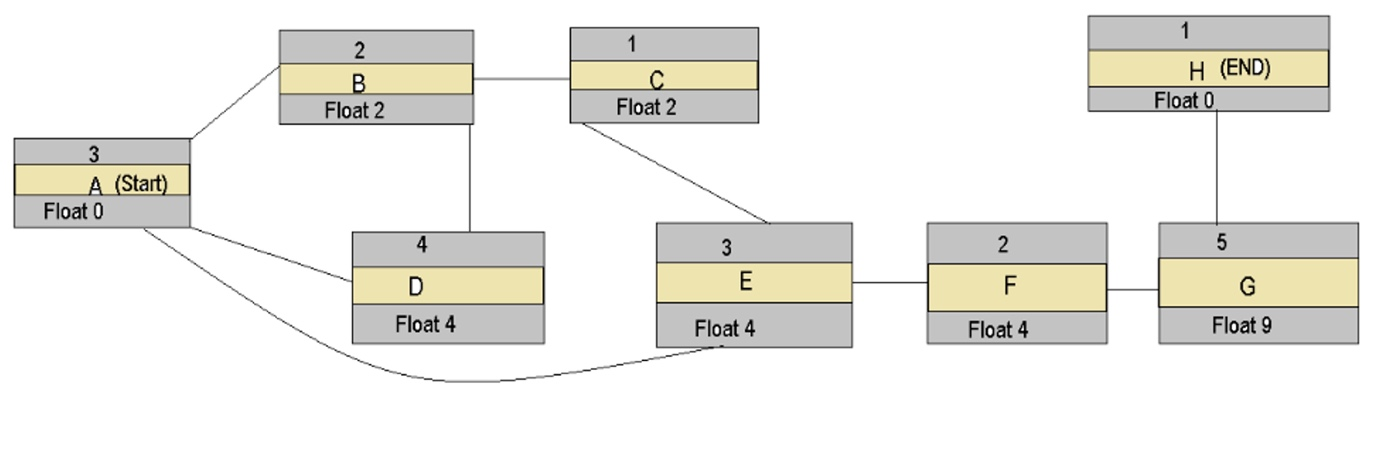 3
A (Start)
Float 0
2
B
Float 2
1
C
Float 2
4
D
Float 4
3
E
Float 4
2
F
Float 4
5
G
Float 9
1
H (END)
Float 0